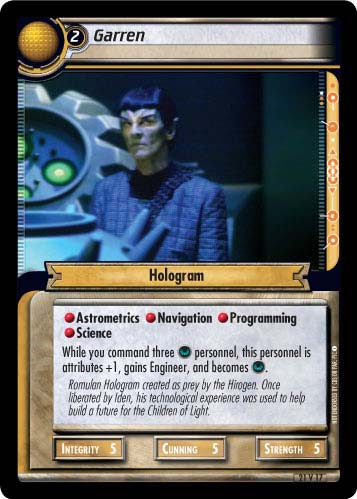 2 Garren
Hologram
Astrometrics Navigation Programming
Science
While you command three personnel, this personnel is
attributes +1, gains Engineer, and becomes .
Romulan Hologram created as prey by the Hirogen. Once
liberated by Iden, his technological experience was used to help
build a future for the Children of Light.
INTEGRITY 5 CUNNING 5 STRENGTH 5
21 V 17